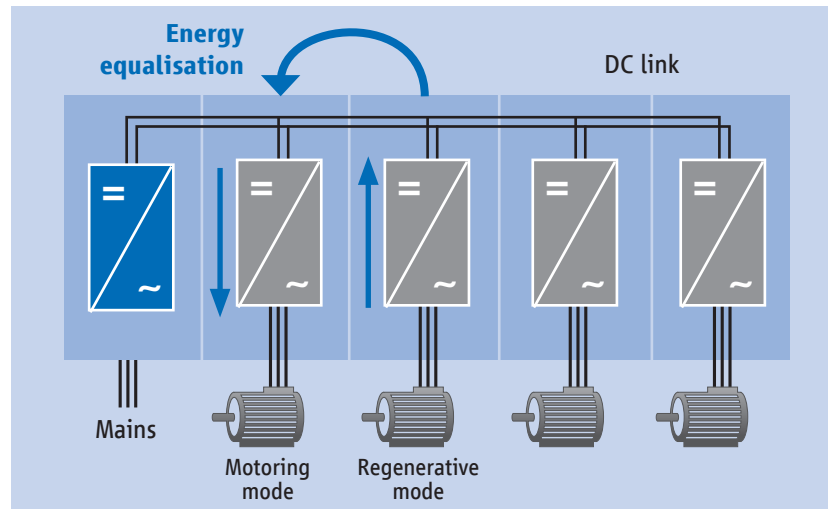 Energy
equalisation
DC link
=
~
=
~
=
~
=
~
=
~
Mains
Motoring
mode
Regenerative
mode